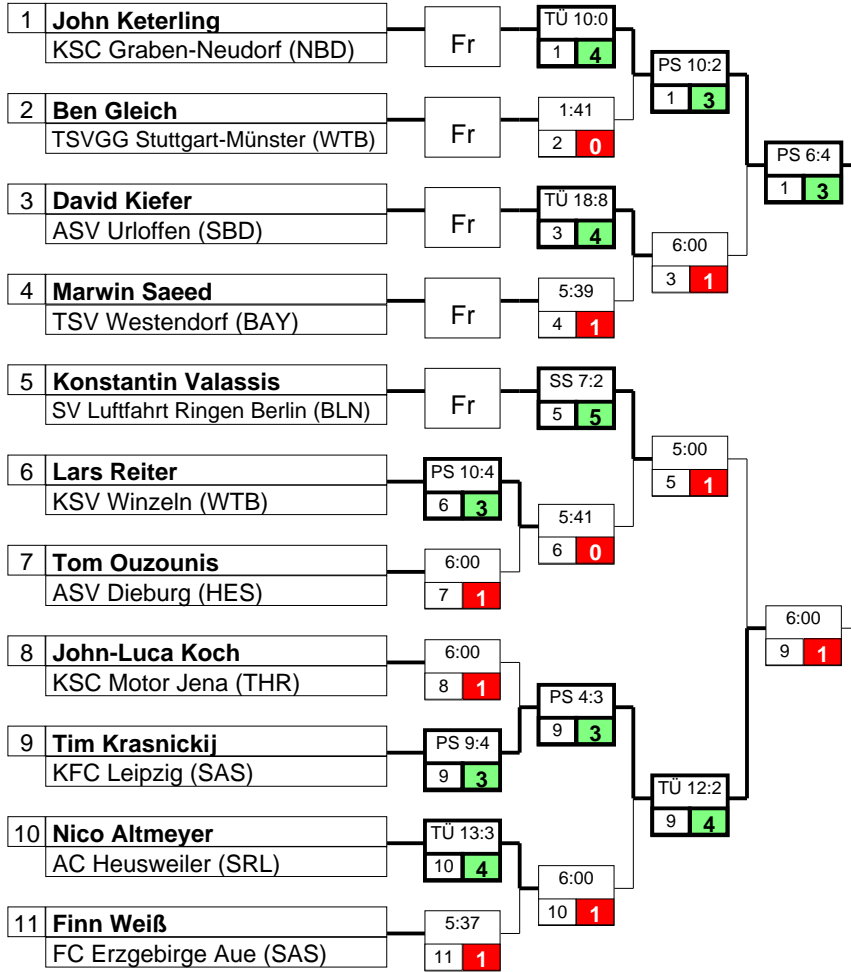 1 John Keterling
KSC Graben-Neudorf (NBD)
Fr
TÜ 10:0
1 4
PS 10:2
1 3
2 Ben Gleich
TSVGG Stuttgart-Münster (WTB)
Fr
1:41
2 0
PS 6:4
1 3
3 David Kiefer
ASV Urloffen (SBD)
Fr
TÜ 18:8
3 4
6:00
3 1
4 Marwin Saeed
TSV Westendorf (BAY)
Fr
5:39
4 1
5 Konstantin Valassis
SV Luftfahrt Ringen Berlin (BLN)
Fr
SS 7:2
5 5
5:00
5 1
6 Lars Reiter
KSV Winzeln (WTB)
PS 10:4
6 3
5:41
6 0
7 Tom Ouzounis
ASV Dieburg (HES)
6:00
7 1
6:00
9 1
8 John-Luca Koch
KSC Motor Jena (THR)
6:00
8 1
PS 4:3
9 3
9 Tim Krasnickij
KFC Leipzig (SAS)
PS 9:4
9 3
TÜ 12:2
9 4
10 Nico Altmeyer
AC Heusweiler (SRL)
TÜ 13:3
10 4
6:00
10 1
11 Finn Weiß
FC Erzgebirge Aue (SAS)
5:37
11 1